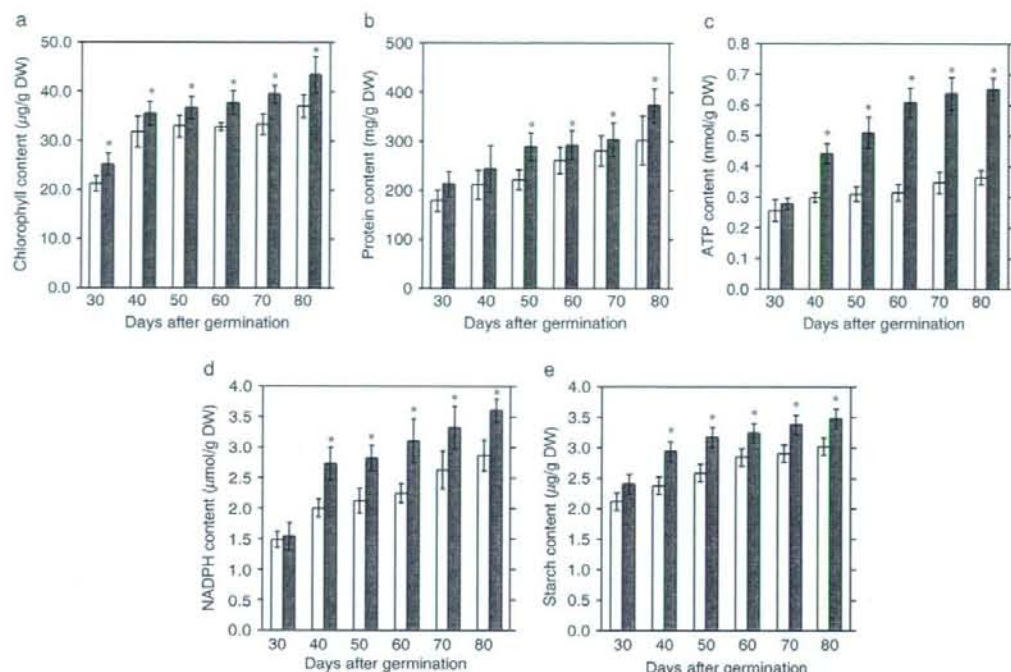 a
Chlorophyll content (μg/g DW)
50.0
40.0
30.0
20.0
10.0
0.0
* * * * * *
30 40 50 60 70 80
Days after germination
b
Protein content (mg/g DW)
500
400
300
200
100
0
* * * *
30 40 50 60 70 80
Days after germination
c
ATP content (nmol/g DW)
0.8
0.7
0.6
0.5
0.4
0.3
0.2
0.1
0.0
* * * * *
30 40 50 60 70 80
Days after germination
d
NADPH content (μmol/g DW)
4.0
3.5
3.0
2.5
2.0
1.5
1.0
0.5
0.0
* * * * *
30 40 50 60 70 80
Days after germination
e
Starch content (μg/g DW)
4.0
3.5
3.0
2.5
2.0
1.5
1.0
0.5
0.0
* * * * *
30 40 50 60 70 80
Days after germination